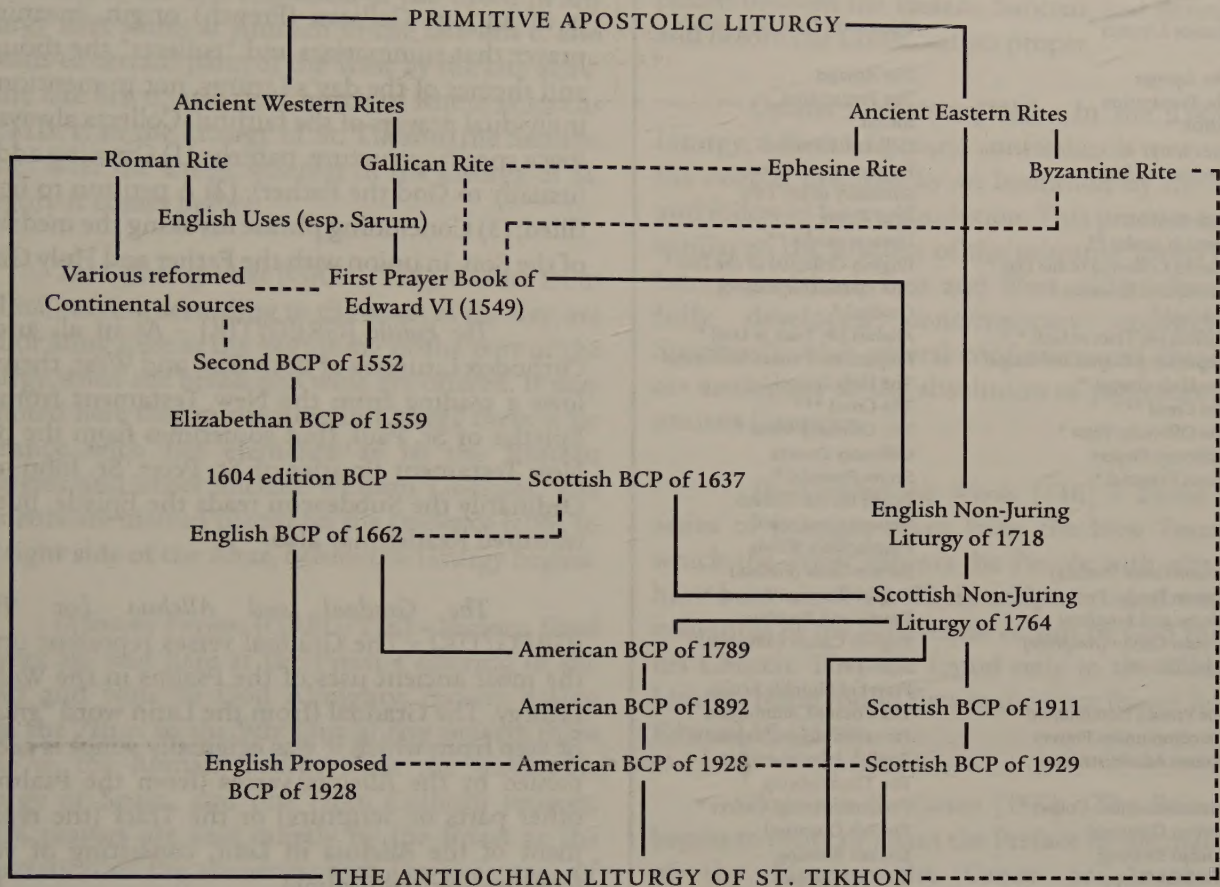 PRIMITIVE APOSTOLIC LITURGY
Ancient Western Rites
Ancient Eastern Rites
Roman Rite
Gallican Rite
Ephesine Rite
Byzantine Rite
English Uses (esp. Sarum)
Various reformed
Continental sources
First Prayer Book of
Edward VI (1549)
Second BCP of 1552
Elizabethan BCP of 1559
1604 edition BCP
Scottish BCP of 1637
English BCP of 1662
English Non-Juring
Liturgy of 1718
Scottish Non-Juring
Liturgy of 1764
American BCP of 1789
American BCP of 1892
Scottish BCP of 1911
English Proposed
BCP of 1928
American BCP of 1928
Scottish BCP of 1929
THE ANTIOCHIAN LITURGY OF ST. TIKHON